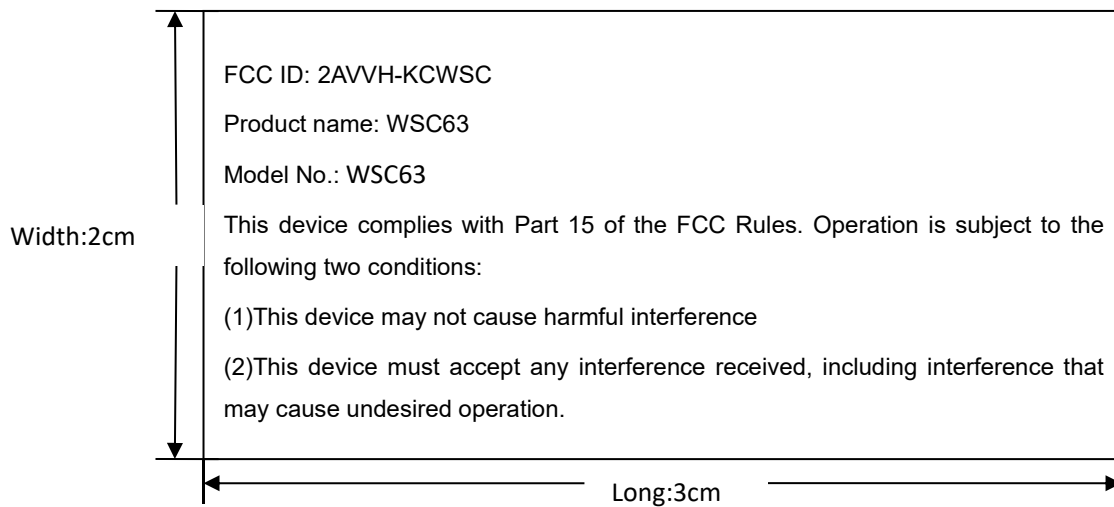 FCC ID: 2AVVH-KCWSC
Product name: WSC63
Model No.: WSC63
Width:2cm
This device complies with Part 15 of the FCC Rules. Operation is subject to the
following two conditions:
(1)This device may not cause harmful interference
(2)This device must accept any interference received, including interference that
may cause undesired operation.
Long:3cm